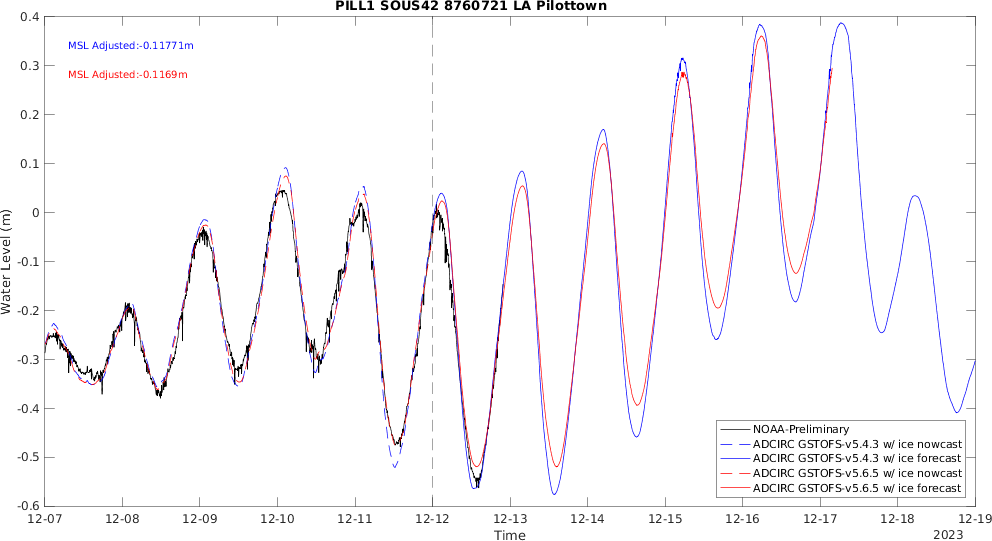 PILL1 SOUS42 8760721 LA Pilottown
MSL Adjusted:-0.11771m
MSL Adjusted:-0.1169m
Water Level (m)
0.4
0.3
0.2
0.1
0
-0.1
-0.2
-0.3
-0.4
-0.5
-0.6
NOAA-Preliminary
ADCIRC GSTOFS-v5.4.3 w/ ice nowcast
ADCIRC GSTOFS-v5.4.3 w/ ice forecast
ADCIRC GSTOFS-v5.6.5 w/ ice nowcast
ADCIRC GSTOFS-v5.6.5 w/ ice forecast
12-07 12-08 12-09 12-10 12-11 12-12 12-13 12-14 12-15 12-16 12-17 12-18 12-19
Time
2023